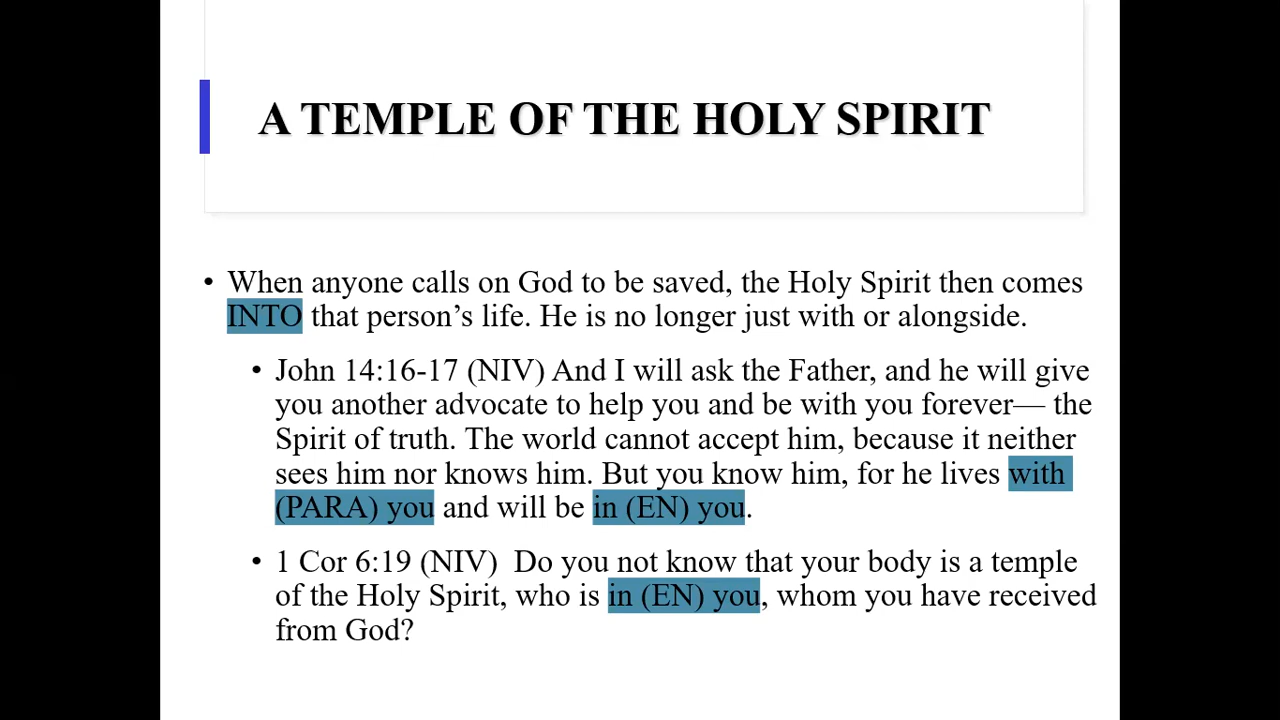 A TEMPLE OF THE HOLY SPIRIT
• When anyone calls on God to be saved, the Holy Spirit then comes
INTO that person’s life. He is no longer just with or alongside.
• John 14:16-17 (NIV) And I will ask the Father, and he will give
you another advocate to help you and be with you forever— the
Spirit of truth. The world cannot accept him, because it neither
sees him nor knows him. But you know him, for he lives with
(PARA) you and will be in (EN) you.
• 1 Cor 6:19 (NIV)  Do you not know that your body is a temple
of the Holy Spirit, who is in (EN) you, whom you have received
from God?